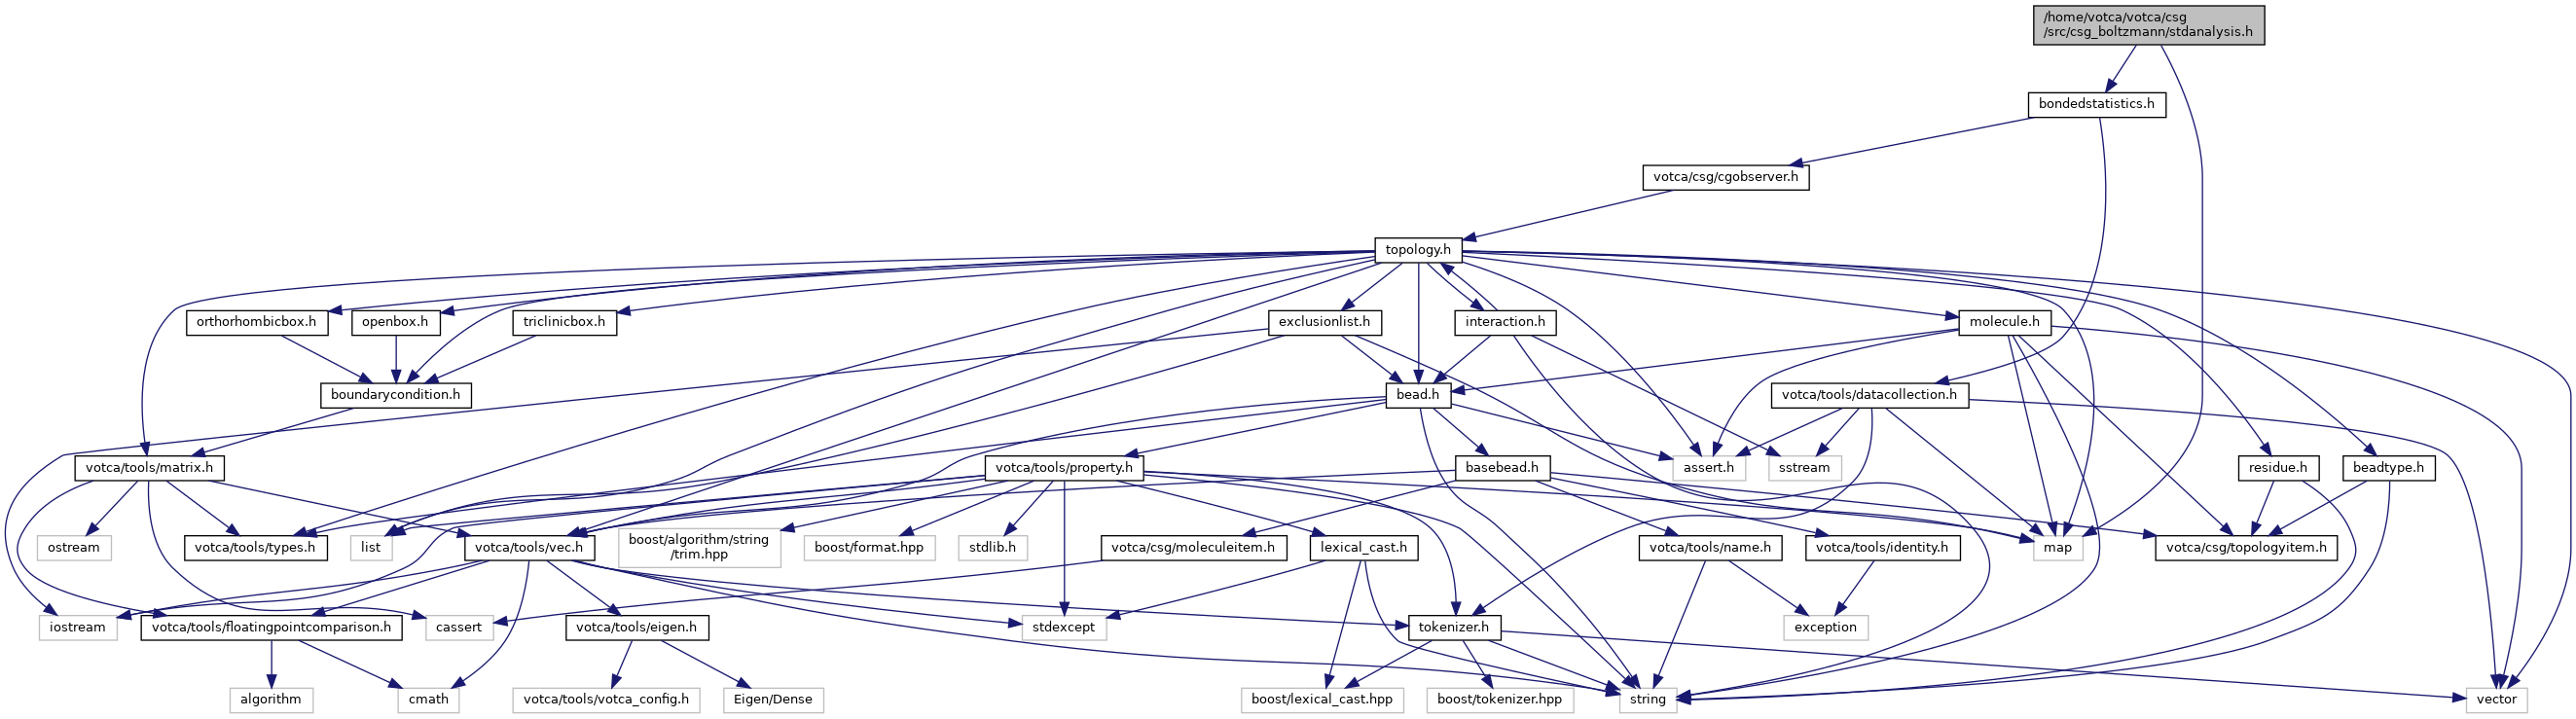 /home/votca/votca/csg
/src/csg_boltzmann/stdanalysis.h
bondedstatistics.h
votca/csg/cgobserver.h
topology.h
orthorhombicbox.h
openbox.h
triclinicbox.h
exclusionlist.h
interaction.h
molecule.h
boundarycondition.h
bead.h
votca/tools/datacollection.h
votca/tools/matrix.h
votca/tools/property.h
basebead.h
assert.h
sstream
residue.h
beadtype.h
ostream
votca/tools/types.h
list
votca/tools/vec.h
boost/algorithm/string
/trim.hpp
boost/format.hpp
stdlib.h
votca/csg/moleculeitem.h
lexical_cast.h
votca/tools/name.h
votca/tools/identity.h
map
votca/csg/topologyitem.h
iostream
votca/tools/floatingpointcomparison.h
cassert
votca/tools/eigen.h
stdexcept
tokenizer.h
exception
algorithm
cmath
votca/tools/votca_config.h
Eigen/Dense
boost/lexical_cast.hpp
boost/tokenizer.hpp
string
vector